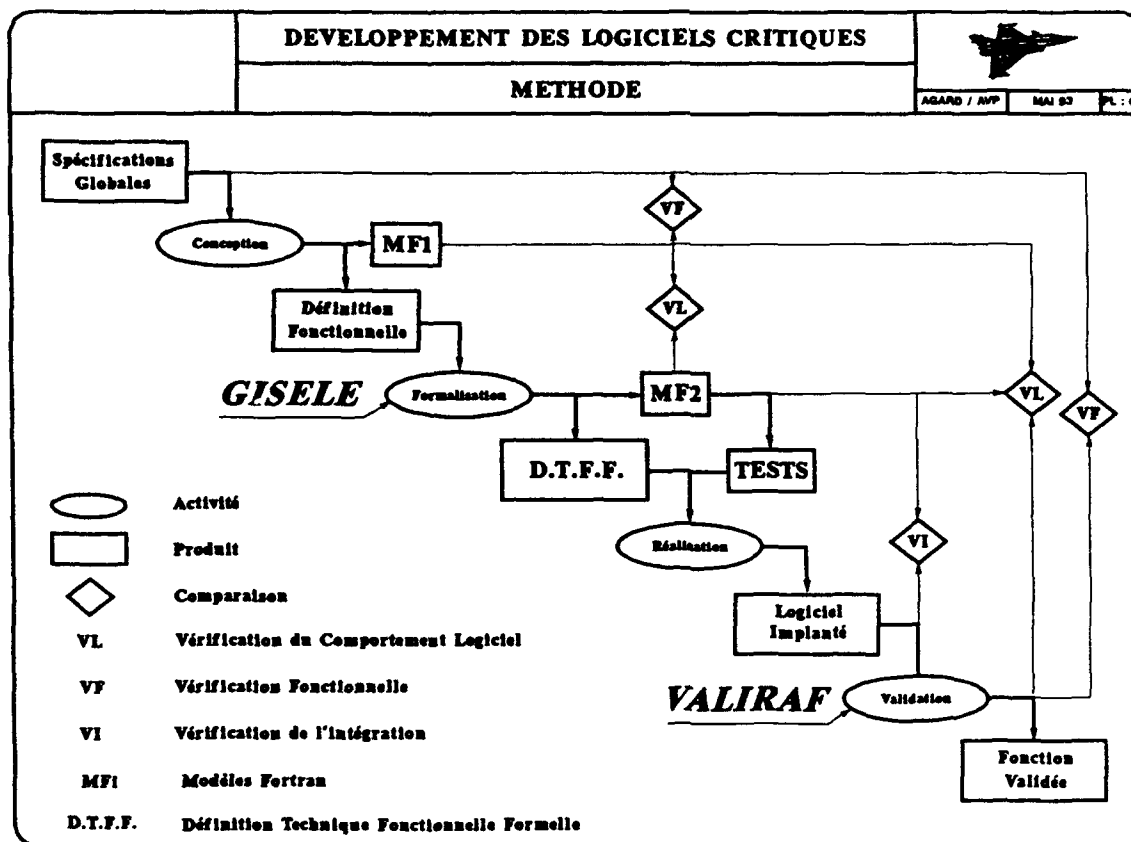 DEVELOPPEMENT DES LOGICIELS CRITIQUES
METHODE
AGARD / AVP
MAI 93
PL :
Spécifications
Globales
VF
Conception
MF1
Définition
Fonctionnelle
VL
GISELE
Formalisation
MF2
VL
VF
D.T.F.F.
TESTS
Activité
Réalisation
VI
Produit
Comparaison
Logiciel
Implanté
VL
Vérification du Comportement Logiciel
VF
Vérification Fonctionnelle
VALIRAF
Validation
VI
Vérification de l'intégration
Fonction
Validée
MFi
Modèles Fortran
D.T.F.F.
Définition Technique Fonctionnelle Formelle